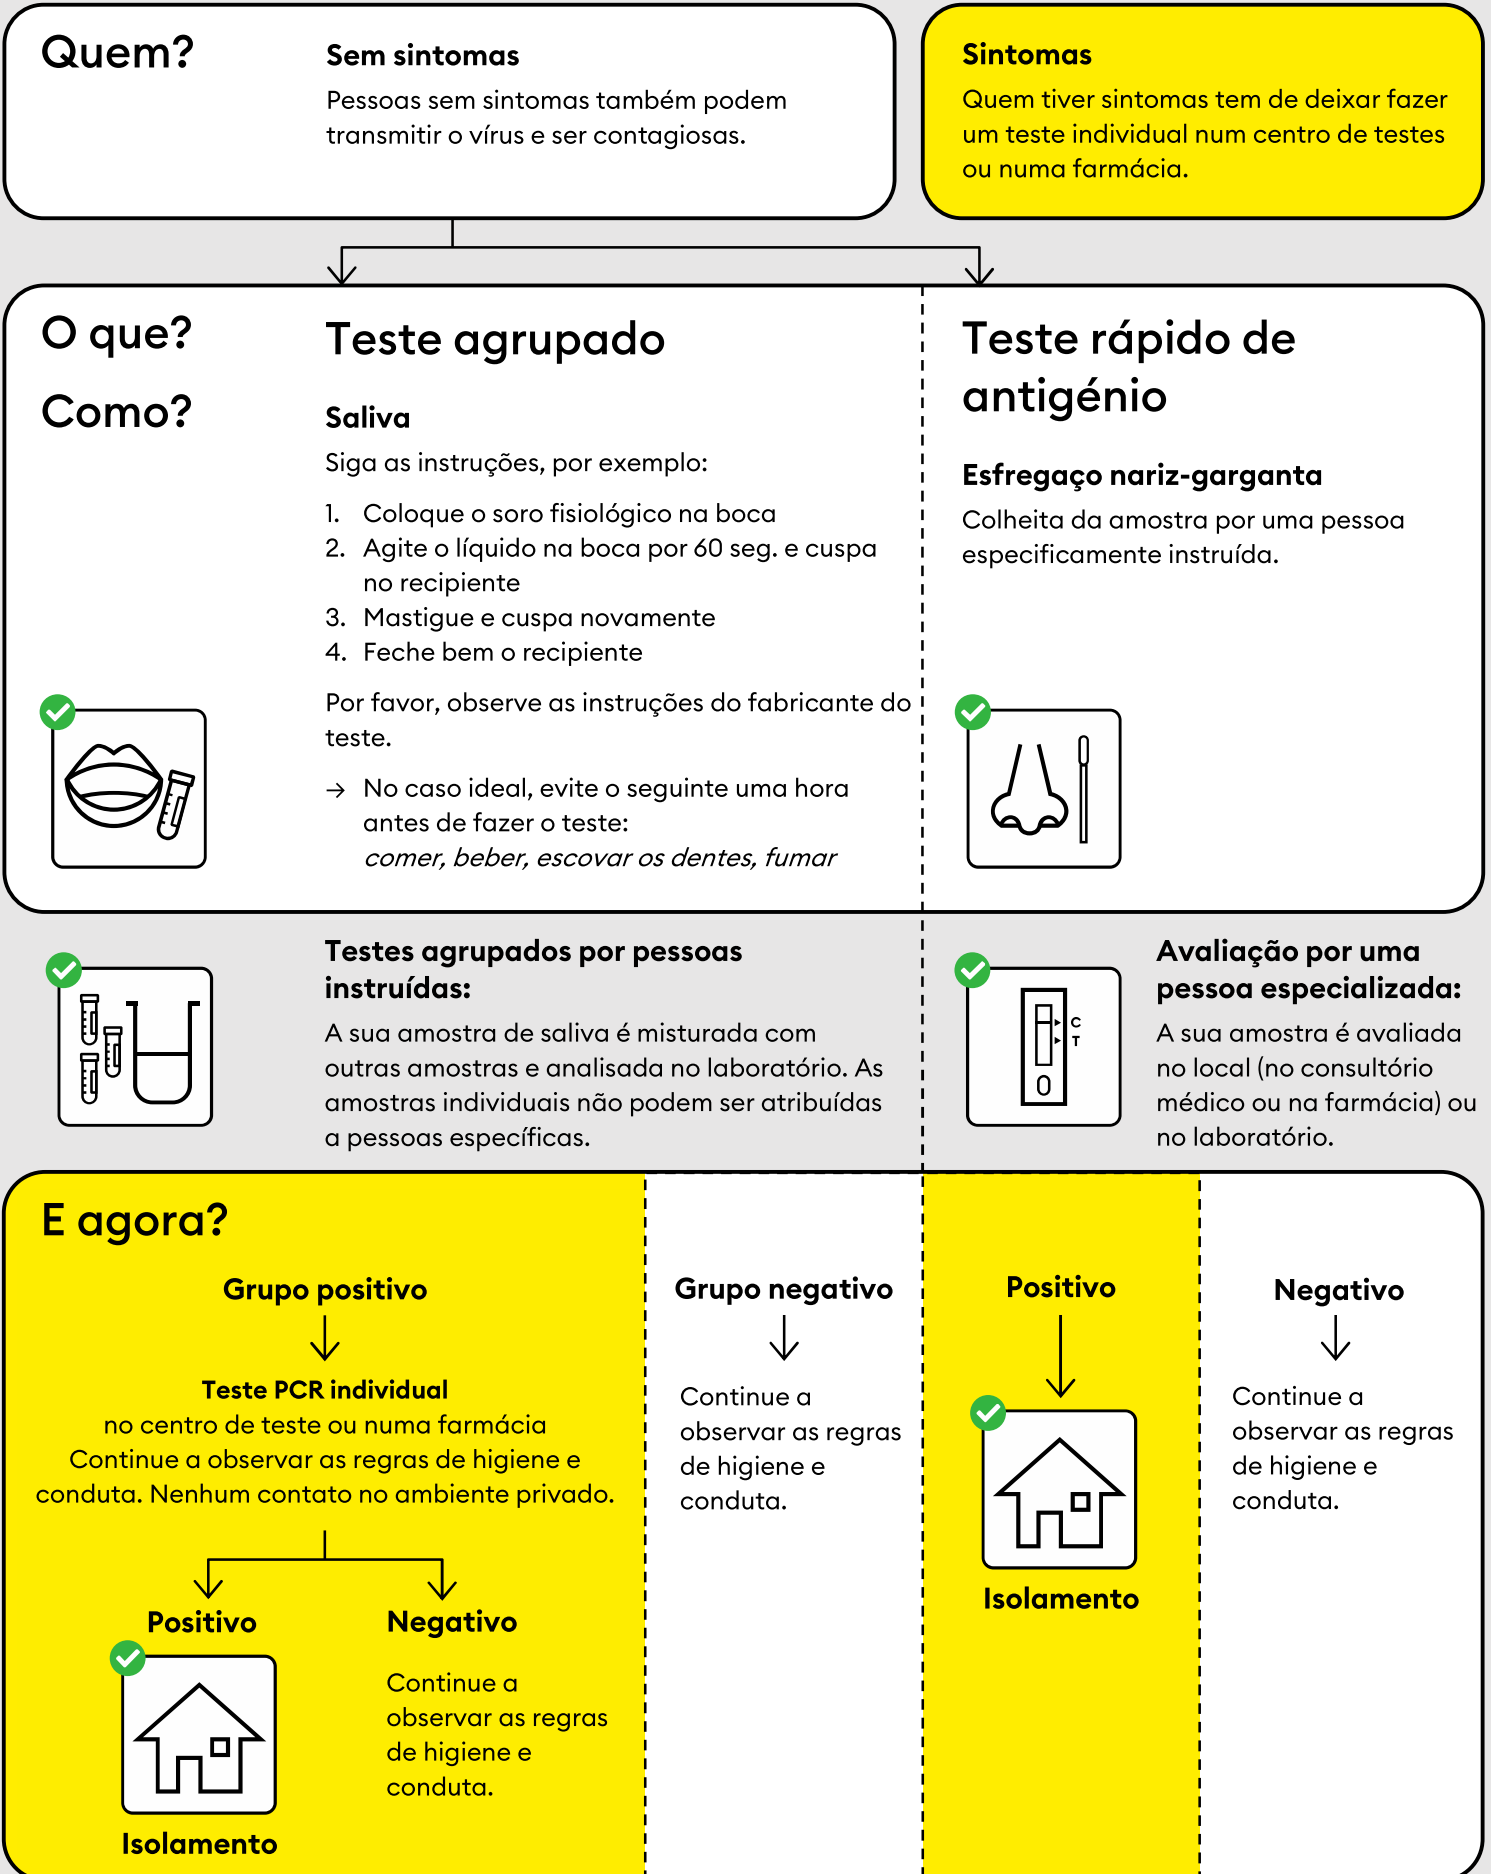 Quem?
Sem sintomas
Pessoas sem sintomas também podem
transmitir o vírus e ser contagiosas.
Sintomas
Quem tiver sintomas tem de deixar fazer
um teste individual num centro de testes
ou numa farmácia.
O que?
Como?
Teste agrupado
Saliva
Siga as instruções, por exemplo:
1. Coloque o soro fisiológico na boca
2. Agite o líquido na boca por 60 seg. e cuspa
no recipiente
3. Mastigue e cuspa novamente
4. Feche bem o recipiente
Por favor, observe as instruções do fabricante do
teste.
→ No caso ideal, evite o seguinte uma hora
antes de fazer o teste:
comer, beber, escovar os dentes, fumar
Teste rápido de
antigénio
Esfregaço nariz-garganta
Colheita da amostra por uma pessoa
especificamente instruída.
Testes agrupados por pessoas
instruídas:
A sua amostra de saliva é misturada com
outras amostras e analisada no laboratório. As
amostras individuais não podem ser atribuídas
a pessoas específicas.
C
T
Avaliação por uma
pessoa especializada:
A sua amostra é avaliada
no local (no consultório
médico ou na farmácia) ou
no laboratório.
E agora?
Grupo positivo
Teste PCR individual
no centro de teste ou numa farmácia
Continue a observar as regras de higiene e
conduta. Nenhum contato no ambiente privado.
Positivo
Isolamento
Negativo
Continue a
observar as regras
de higiene e
conduta.
Grupo negativo
Continue a
observar as regras
de higiene e
conduta.
Positivo
Isolamento
Negativo
Continue a
observar as regras
de higiene e
conduta.